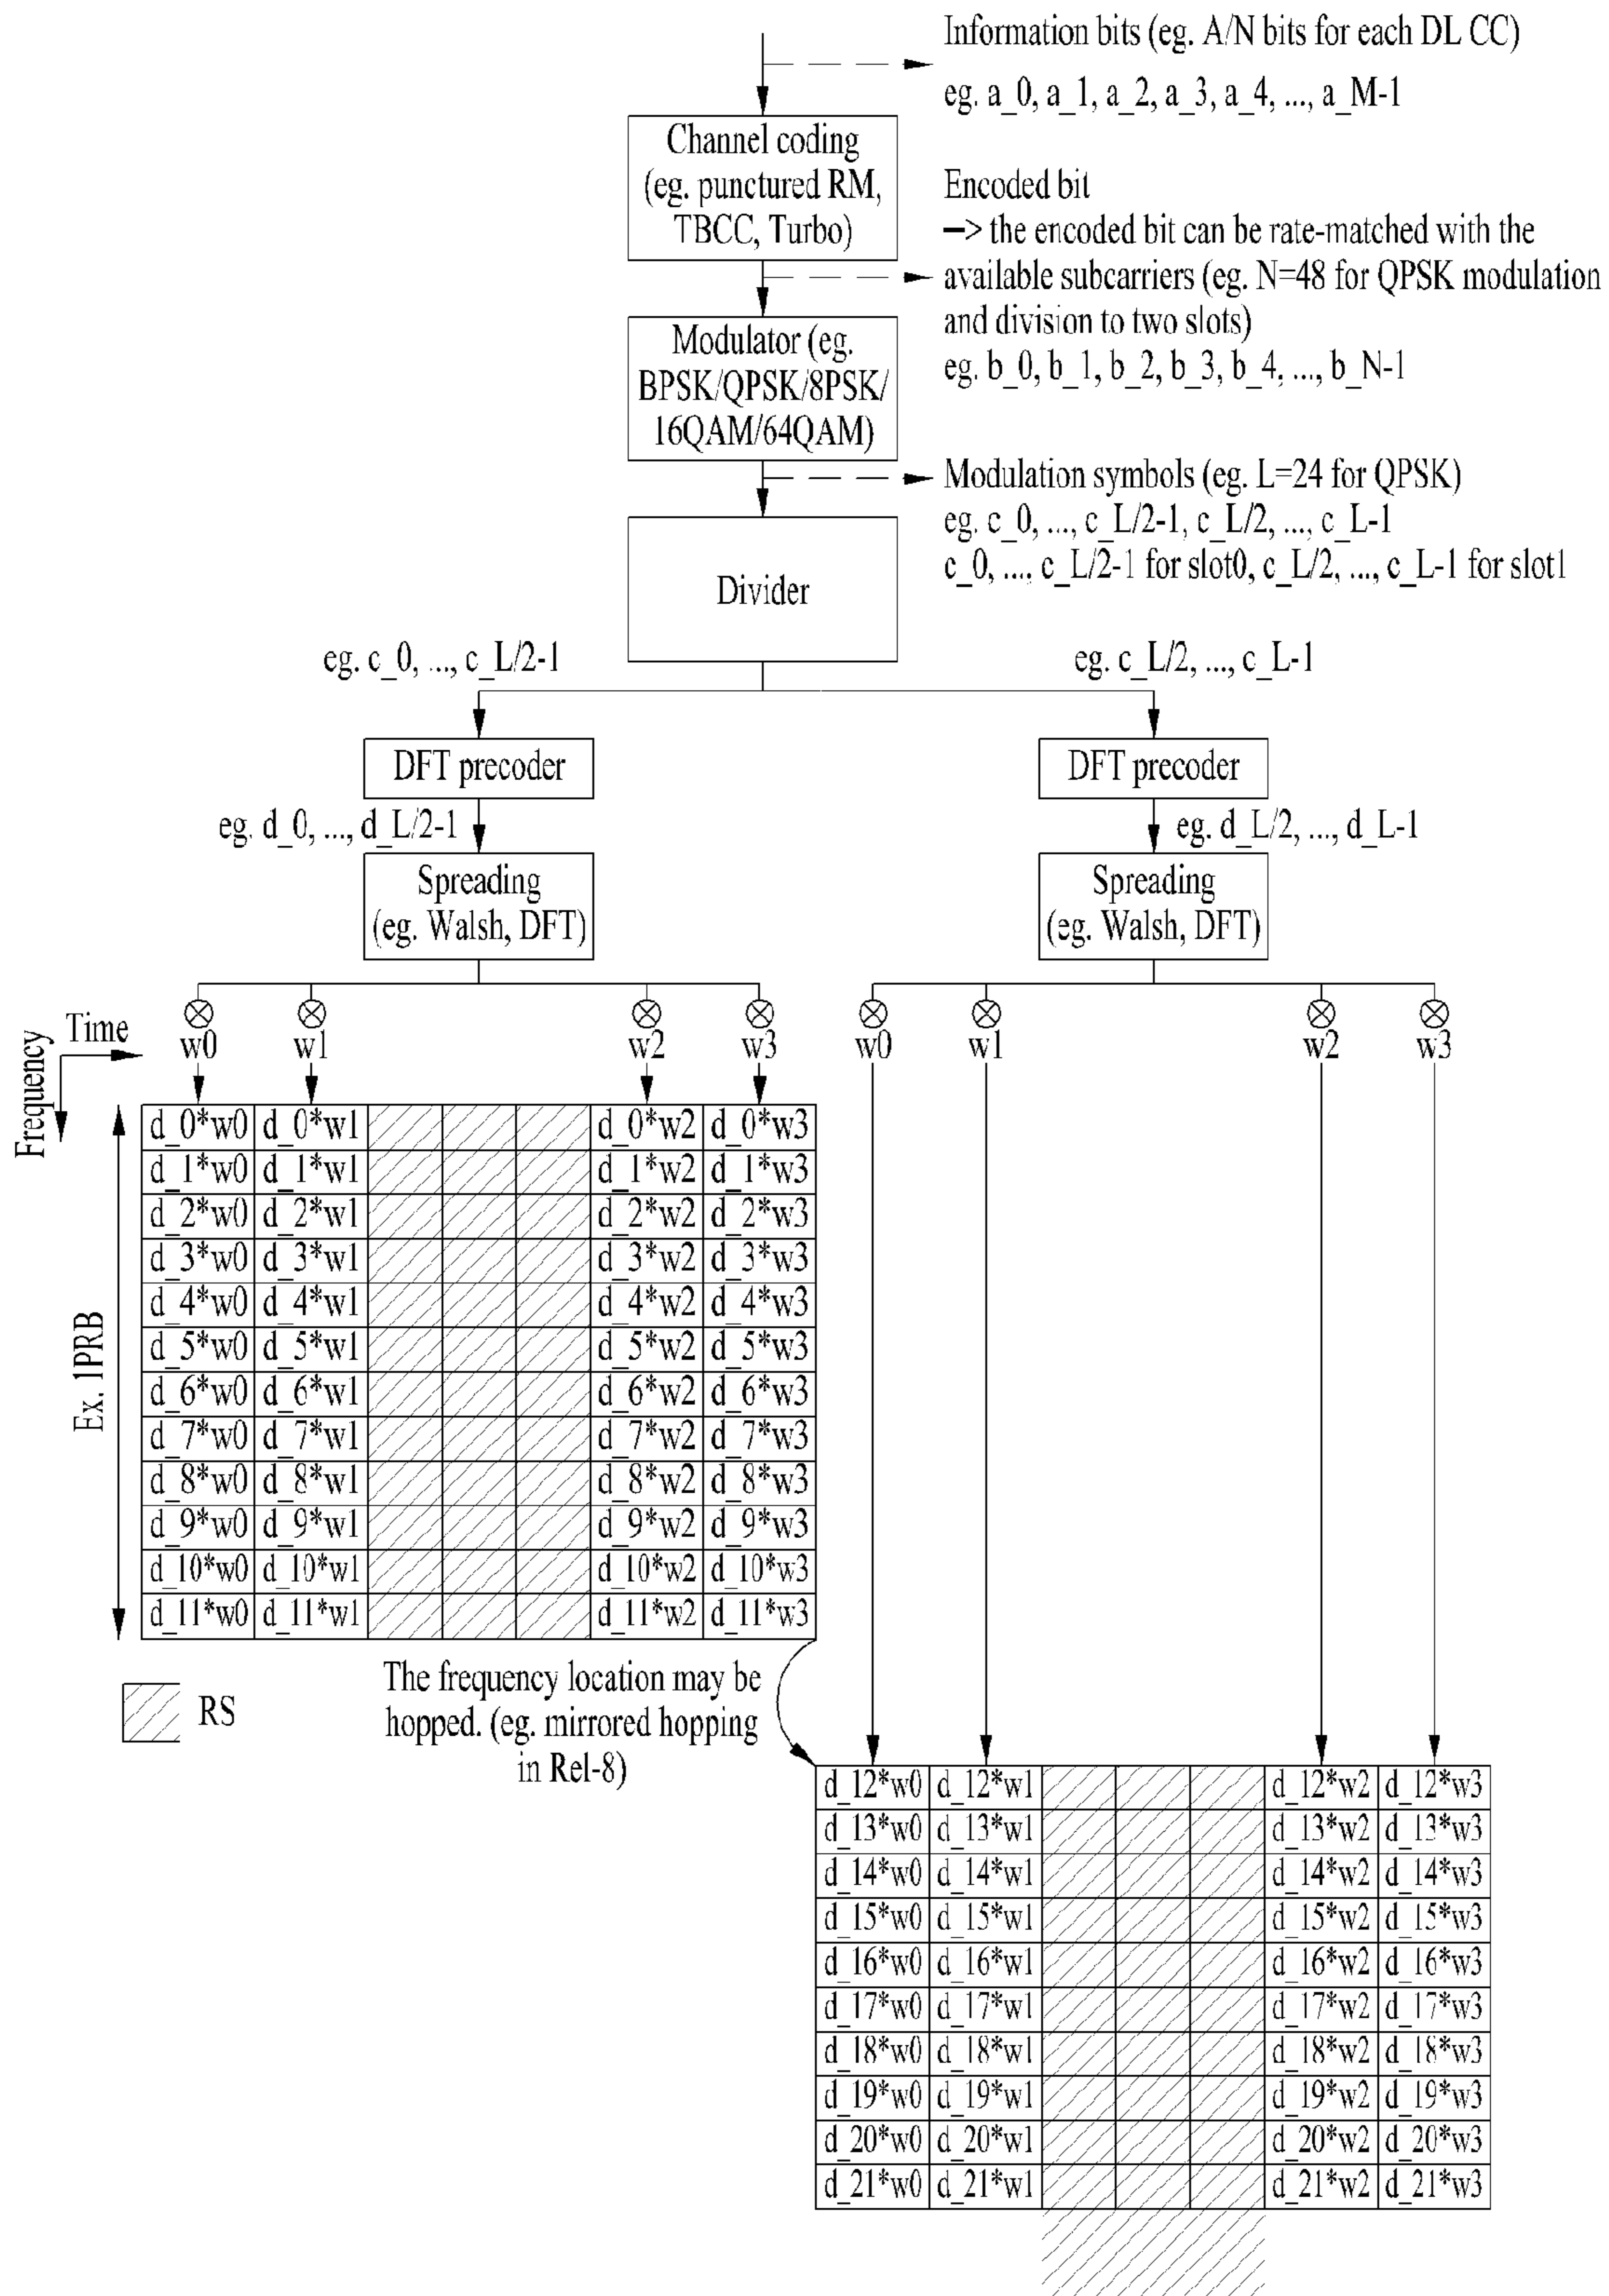 Information bits (eg. A/N bits for each DL CC)
eg. a_0, a_1, a_2, a_3, a_4, ..., a_M-1
Channel coding
(eg. punctured RM,
TBCC, Turbo)
Encoded bit
–> the encoded bit can be rate-matched with the
available subcarriers (eg. N=48 for QPSK modulation
and division to two slots)
eg. b_0, b_1, b_2, b_3, b_4, ..., b_N-1
Modulator (eg.
BPSK/QPSK/8PSK/
16QAM/64QAM)
Modulation symbols (eg. L=24 for QPSK)
eg. c_0, ..., c_L/2-1, c_L/2, ..., c_L-1
c_0, ..., c_L/2-1 for slot0, c_L/2, ..., c_L-1 for slot1
Divider
eg. c_0, ..., c_L/2-1
eg. c_L/2, ..., c_L-1
DFT precoder
DFT precoder
eg. d_0, ..., d_L/2-1
eg. d_L/2, ..., d_L-1
Spreading
(eg. Walsh, DFT)
Spreading
(eg. Walsh, DFT)
Time
Frequency
w0 w1 w2 w3 w0 w1 w2 w3
d_0*w0 d_0*w1 d_0*w2 d_0*w3
d_1*w0 d_1*w1 d_1*w2 d_1*w3
d_2*w0 d_2*w1 d_2*w2 d_2*w3
d_3*w0 d_3*w1 d_3*w2 d_3*w3
d_4*w0 d_4*w1 d_4*w2 d_4*w3
d_5*w0 d_5*w1 d_5*w2 d_5*w3
d_6*w0 d_6*w1 d_6*w2 d_6*w3
d_7*w0 d_7*w1 d_7*w2 d_7*w3
d_8*w0 d_8*w1 d_8*w2 d_8*w3
d_9*w0 d_9*w1 d_9*w2 d_9*w3
d_10*w0 d_10*w1 d_10*w2 d_10*w3
d_11*w0 d_11*w1 d_11*w2 d_11*w3
Ex. 1PRB
RS
The frequency location may be
hopped. (eg. mirrored hopping
in Rel-8)
d_12*w0 d_12*w1 d_12*w2 d_12*w3
d_13*w0 d_13*w1 d_13*w2 d_13*w3
d_14*w0 d_14*w1 d_14*w2 d_14*w3
d_15*w0 d_15*w1 d_15*w2 d_15*w3
d_16*w0 d_16*w1 d_16*w2 d_16*w3
d_17*w0 d_17*w1 d_17*w2 d_17*w3
d_18*w0 d_18*w1 d_18*w2 d_18*w3
d_19*w0 d_19*w1 d_19*w2 d_19*w3
d_20*w0 d_20*w1 d_20*w2 d_20*w3
d_21*w0 d_21*w1 d_21*w2 d_21*w3